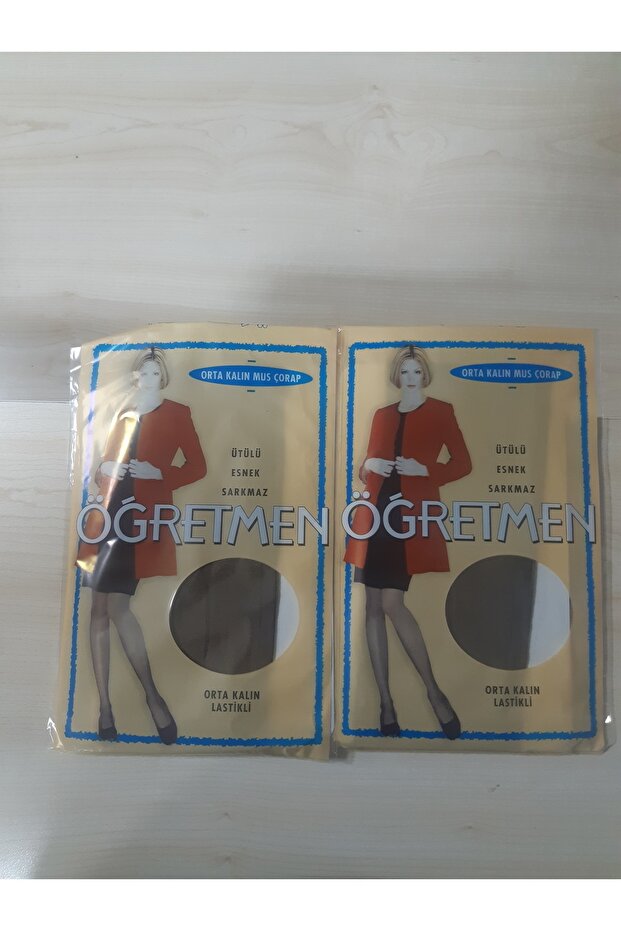 ORTA KALIN MUS ÇORAP
ÜTÜLÜ
ESNEK
SARKMAZ
ÖĞRETMEN
ORTA KALIN
LASTİKLİ
ORTA KALIN MUS ÇORAP
ÜTÜLÜ
ESNEK
SARKMAZ
ÖĞRETMEN
ORTA KALIN
LASTİKLİ